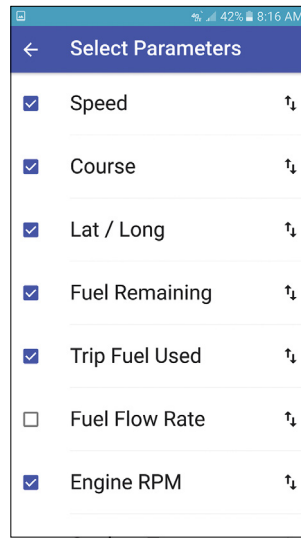 42% 8:16 AM
Select Parameters
Speed
Course
Lat / Long
Fuel Remaining
Trip Fuel Used
Fuel Flow Rate
Engine RPM